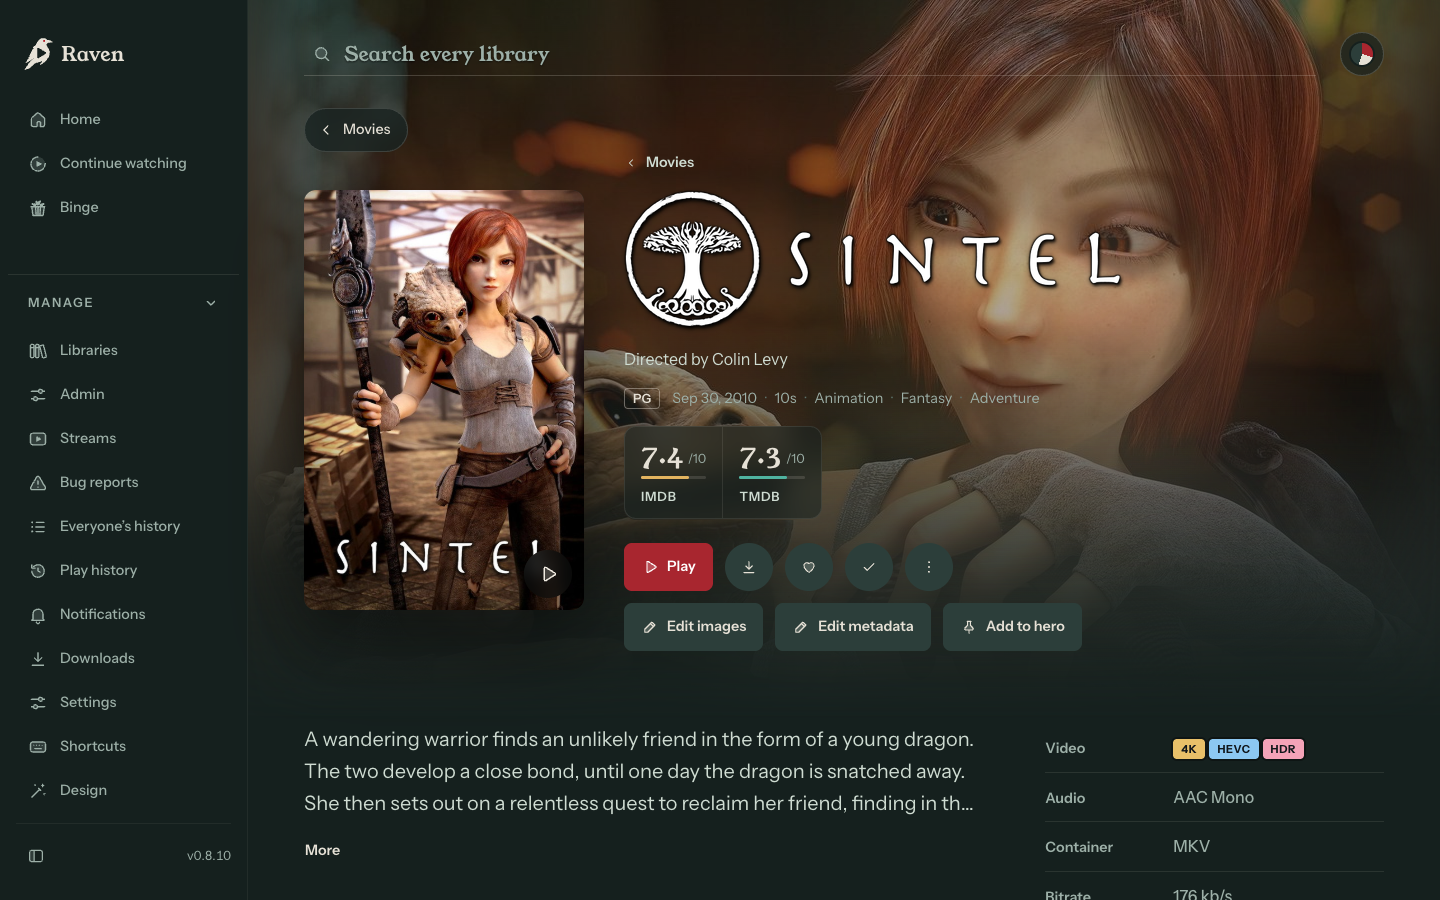 Raven
Search every library
Home
Continue watching
Binge
MANAGE
Libraries
Admin
Streams
Bug reports
Everyone's history
Play history
Notifications
Downloads
Settings
Shortcuts
Design
v0.8.10
Movies
Movies
SINTEL
SINTEL
Directed by Colin Levy
PG Sep 30, 2010 · 10s · Animation · Fantasy · Adventure
7.4 /10 7.3 /10
IMDB TMDB
Play
Edit images Edit metadata Add to hero
A wandering warrior finds an unlikely friend in the form of a young dragon.
The two develop a close bond, until one day the dragon is snatched away.
She then sets out on a relentless quest to reclaim her friend, finding in th...
More
Video 4K HEVC HDR
Audio AAC Mono
Container MKV
Bitrate 176 kb/s